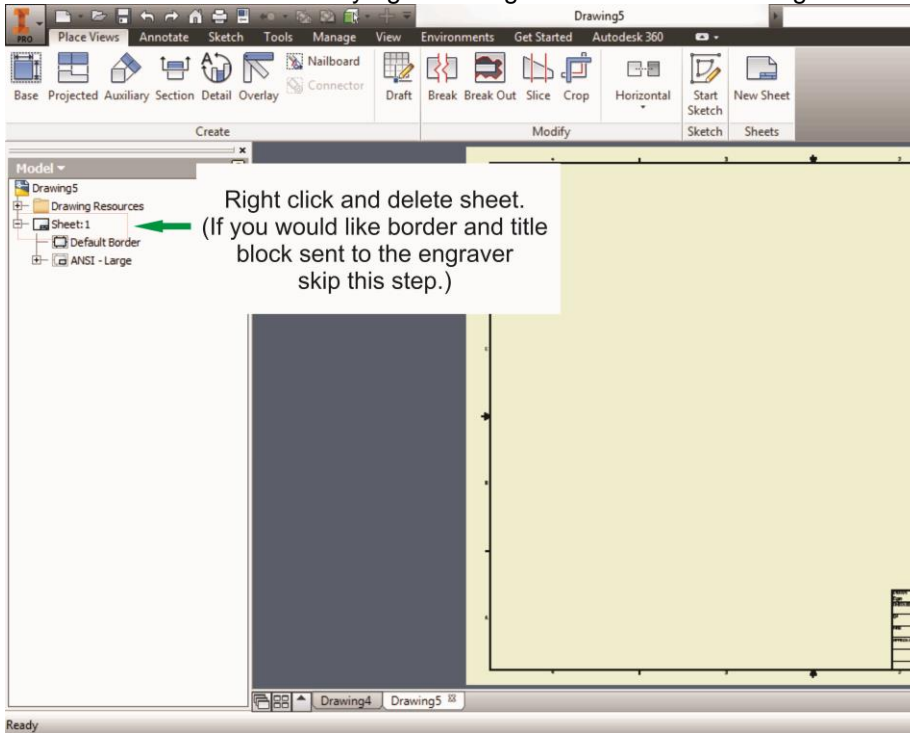 Drawing5
PRO Place Views Annotate Sketch Tools Manage View Environments Get Started Autodesk 360
Nailboard
Connector
Base Projected Auxiliary Section Detail Overlay Draft Break Break Out Slice Crop Horizontal Start Sketch New Sheet
Create Modify Sketch Sheets
Model
Drawing5
Drawing Resources
Sheet:1
Default Border
ANSI - Large
Right click and delete sheet.
(If you would like border and title
block sent to the engraver
skip this step.)
Drawing4 Drawing5
Ready